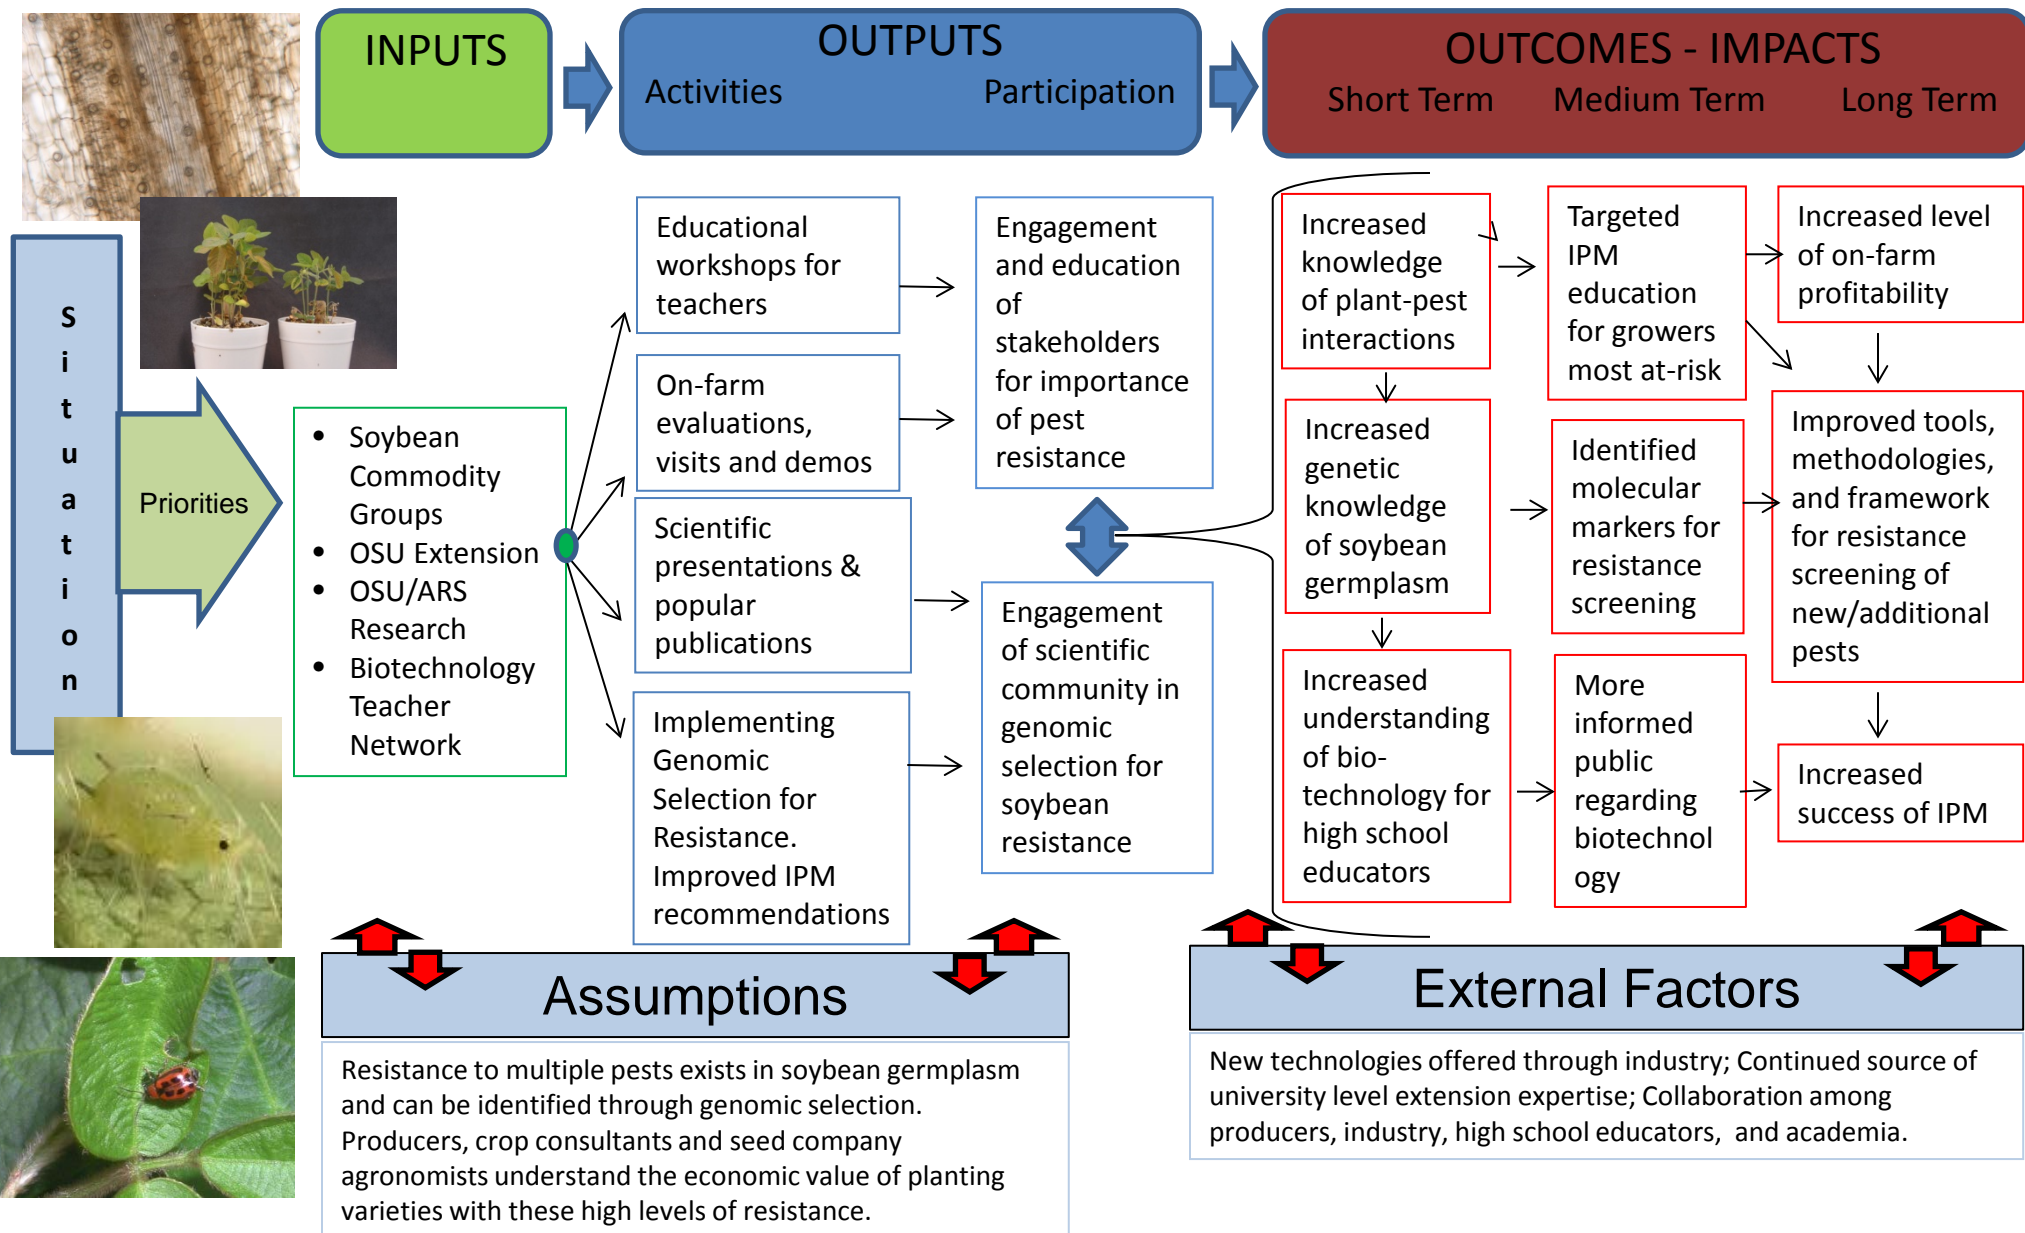 INPUTS
OUTPUTS
Activities
Participation
OUTCOMES - IMPACTS
Short Term
Medium Term
Long Term
S
i
t
u
a
t
i
o
n
Priorities
• Soybean
Commodity
Groups
• OSU Extension
• OSU/ARS
Research
• Biotechnology
Teacher
Network
Educational
workshops for
teachers
On-farm
evaluations,
visits and demos
Scientific
presentations &
popular
publications
Implementing
Genomic
Selection for
Resistance.
Improved IPM
recommendations
Engagement
and education
of
stakeholders
for importance
of pest
resistance
Engagement
of scientific
community in
genomic
selection for
soybean
resistance
Increased
knowledge
of plant-pest
interactions
Increased
genetic
knowledge
of soybean
germplasm
Increased
understanding
of bio-
technology for
high school
educators
Targeted
IPM
education
for growers
most at-risk
Identified
molecular
markers for
resistance
screening
More
informed
public
regarding
biotechnol
ogy
Increased level
of on-farm
profitability
Improved tools,
methodologies,
and framework
for resistance
screening of
new/additional
pests
Increased
success of IPM
Assumptions
Resistance to multiple pests exists in soybean germplasm
and can be identified through genomic selection.
Producers, crop consultants and seed company
agronomists understand the economic value of planting
varieties with these high levels of resistance.
External Factors
New technologies offered through industry; Continued source of
university level extension expertise; Collaboration among
producers, industry, high school educators,  and academia.